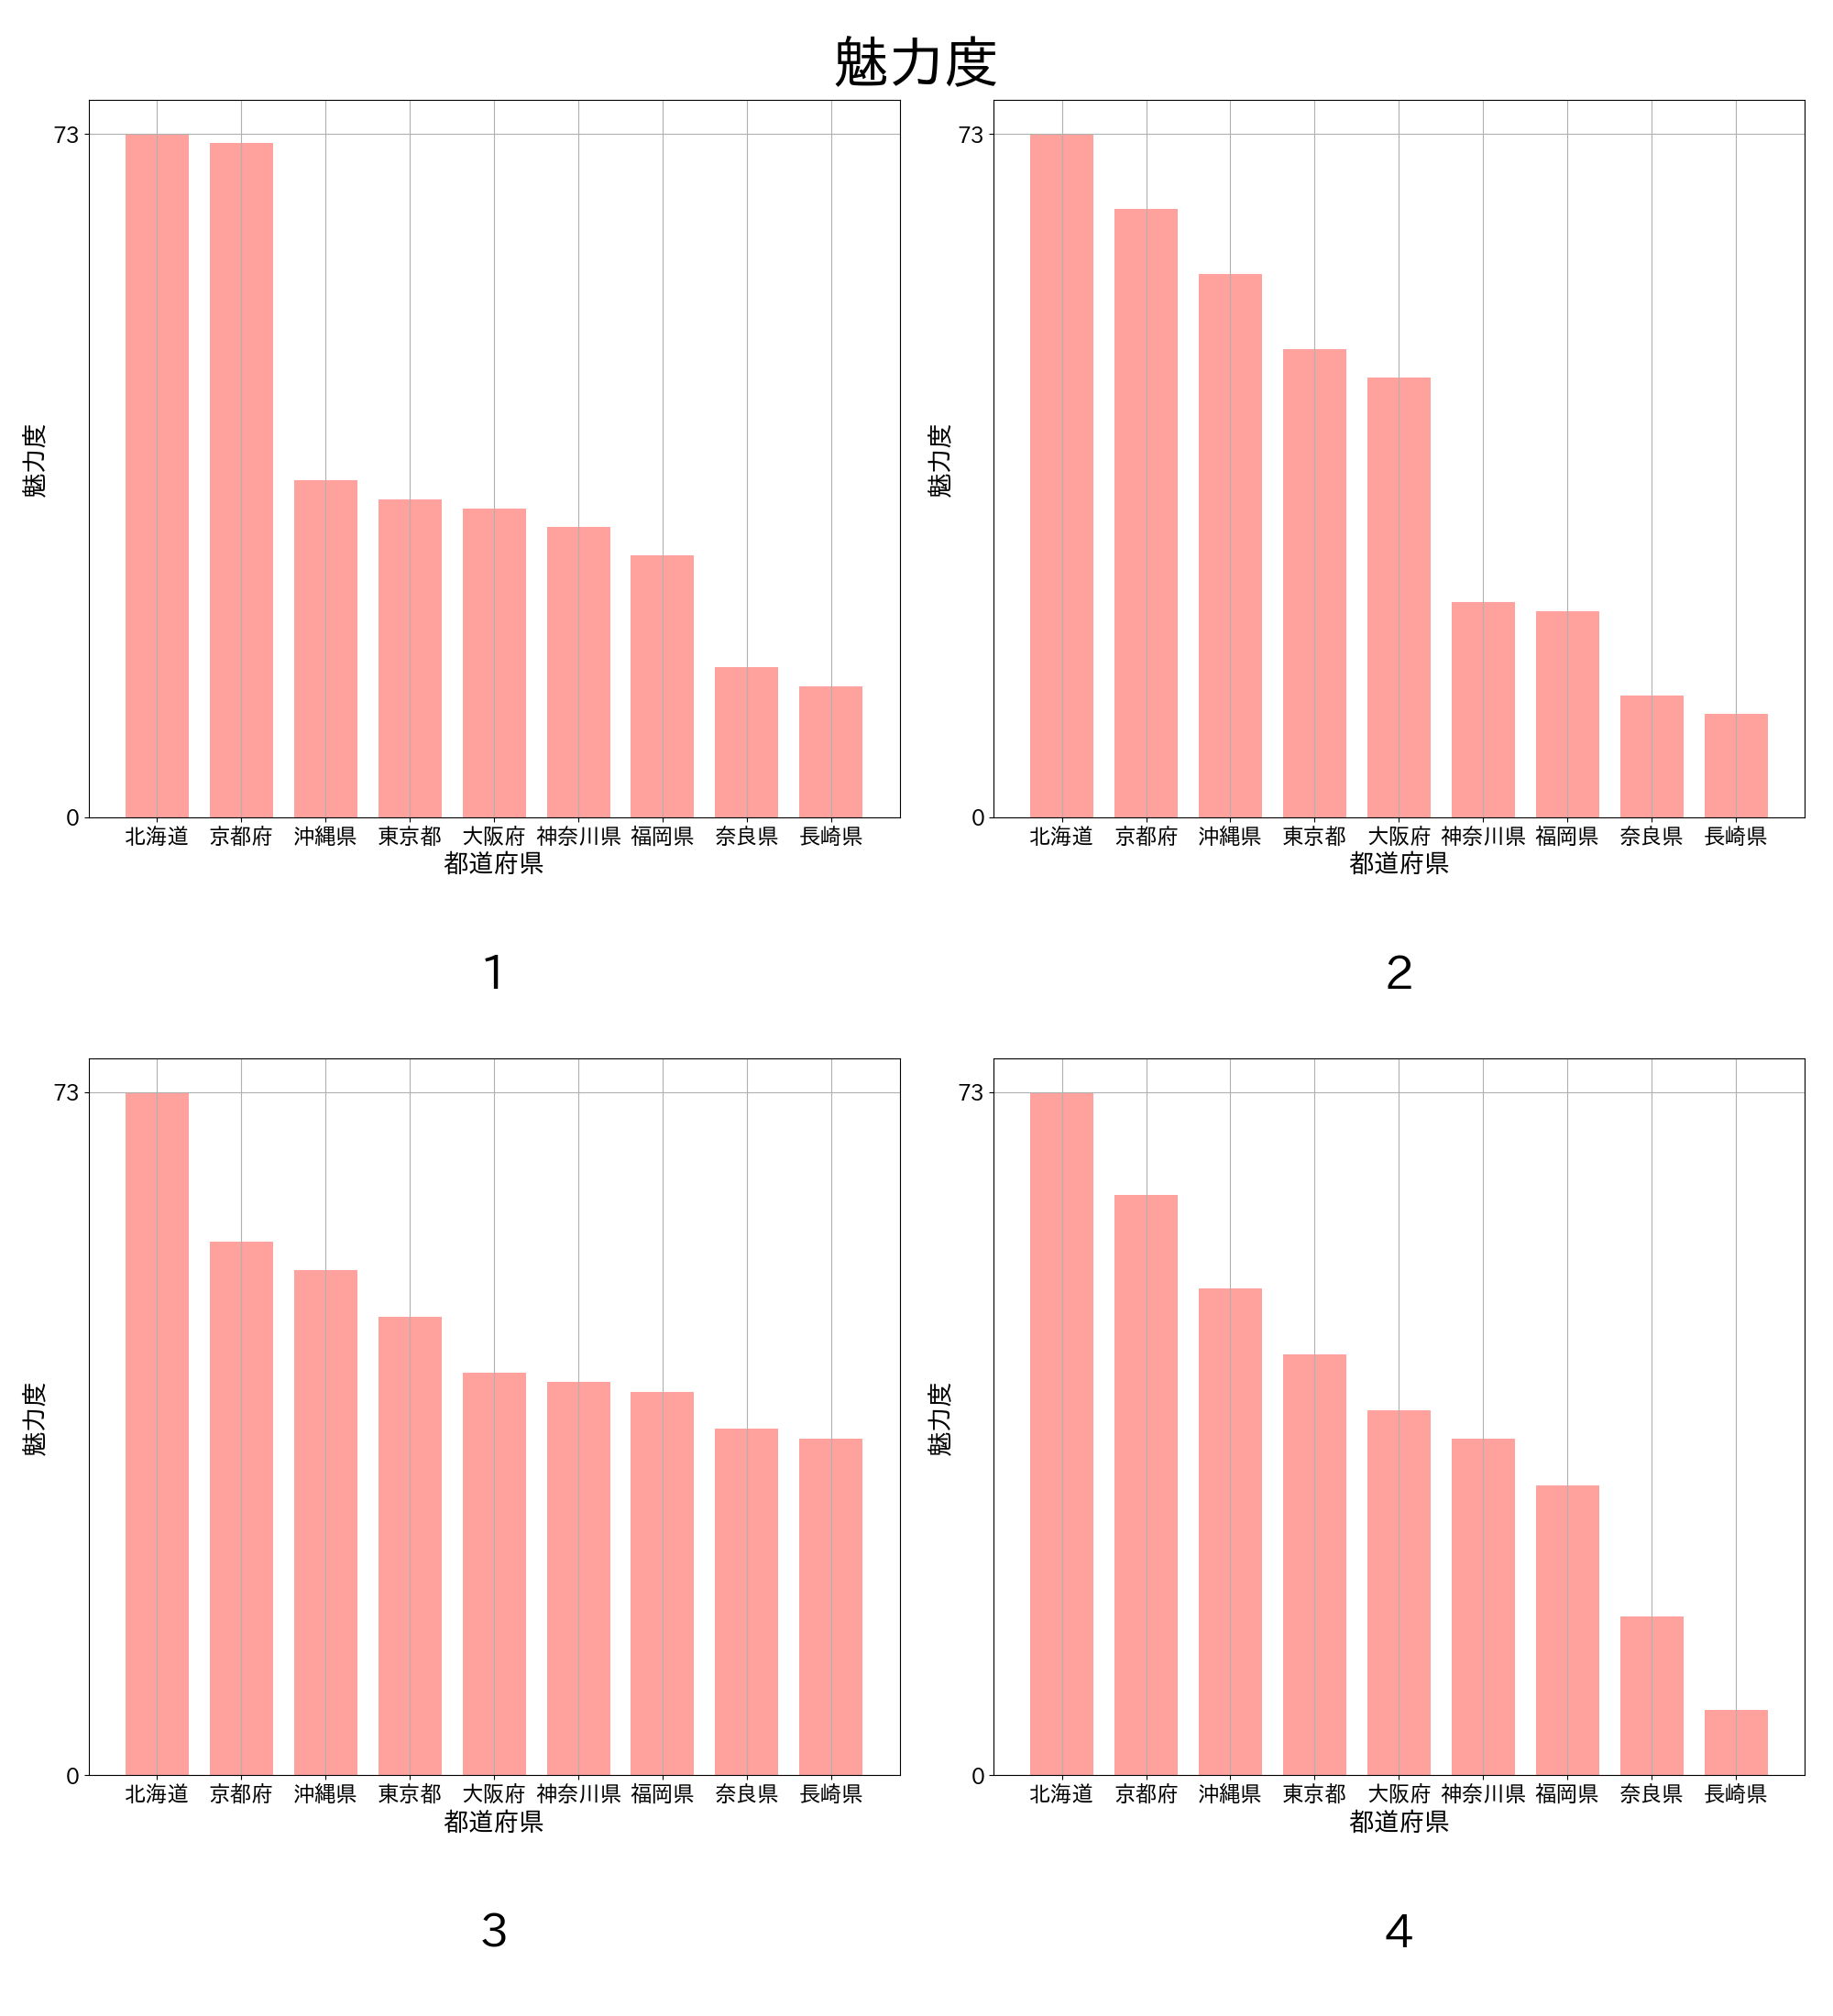 魅力度
73
0
魅力度
北海道 京都府 沖縄県 東京都 大阪府 神奈川県 福岡県 奈良県 長崎県
都道府県
1
73
0
魅力度
北海道 京都府 沖縄県 東京都 大阪府 神奈川県 福岡県 奈良県 長崎県
都道府県
2
73
0
魅力度
北海道 京都府 沖縄県 東京都 大阪府 神奈川県 福岡県 奈良県 長崎県
都道府県
3
73
0
魅力度
北海道 京都府 沖縄県 東京都 大阪府 神奈川県 福岡県 奈良県 長崎県
都道府県
4